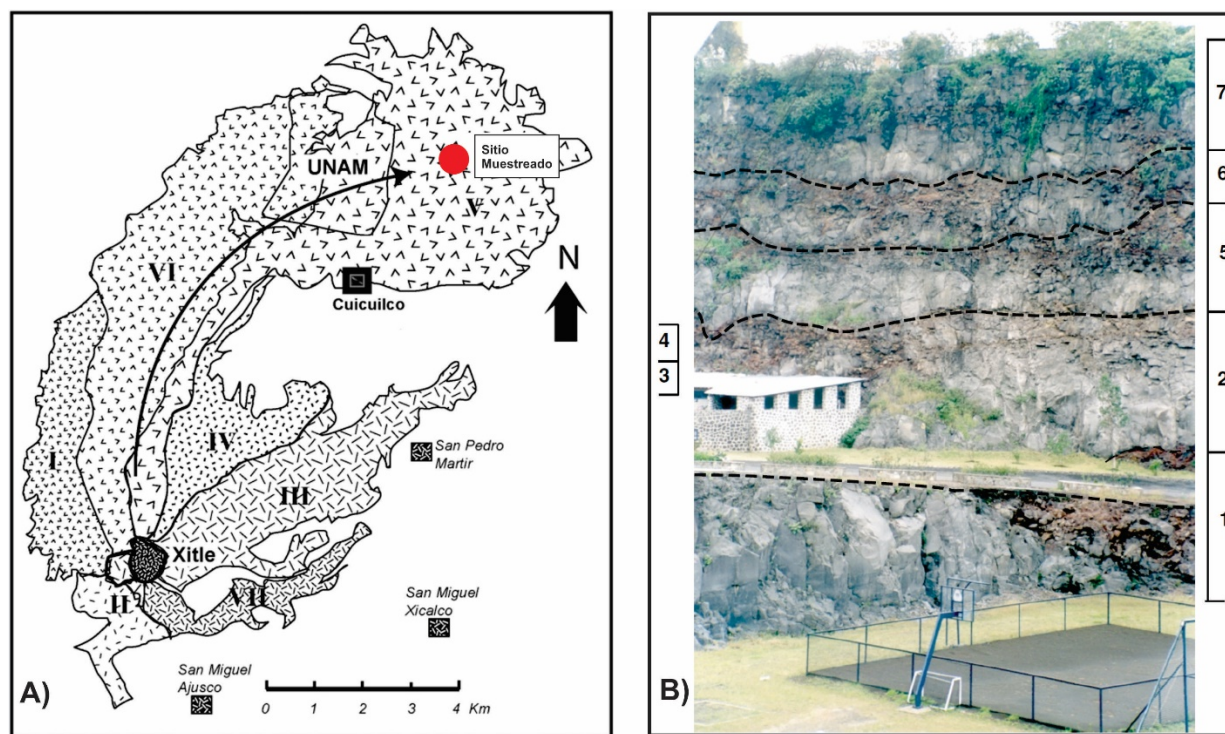 UNAM
Sitio
Muestreado
V
VI
N
Cuicuilco
IV
I
San Pedro
Martir
III
Xitle
II
VII
San Miguel
Xicalco
San Miguel
Ajusco
0 1 2 3 4 Km
A)
7
6
5
4
3
2
1
B)